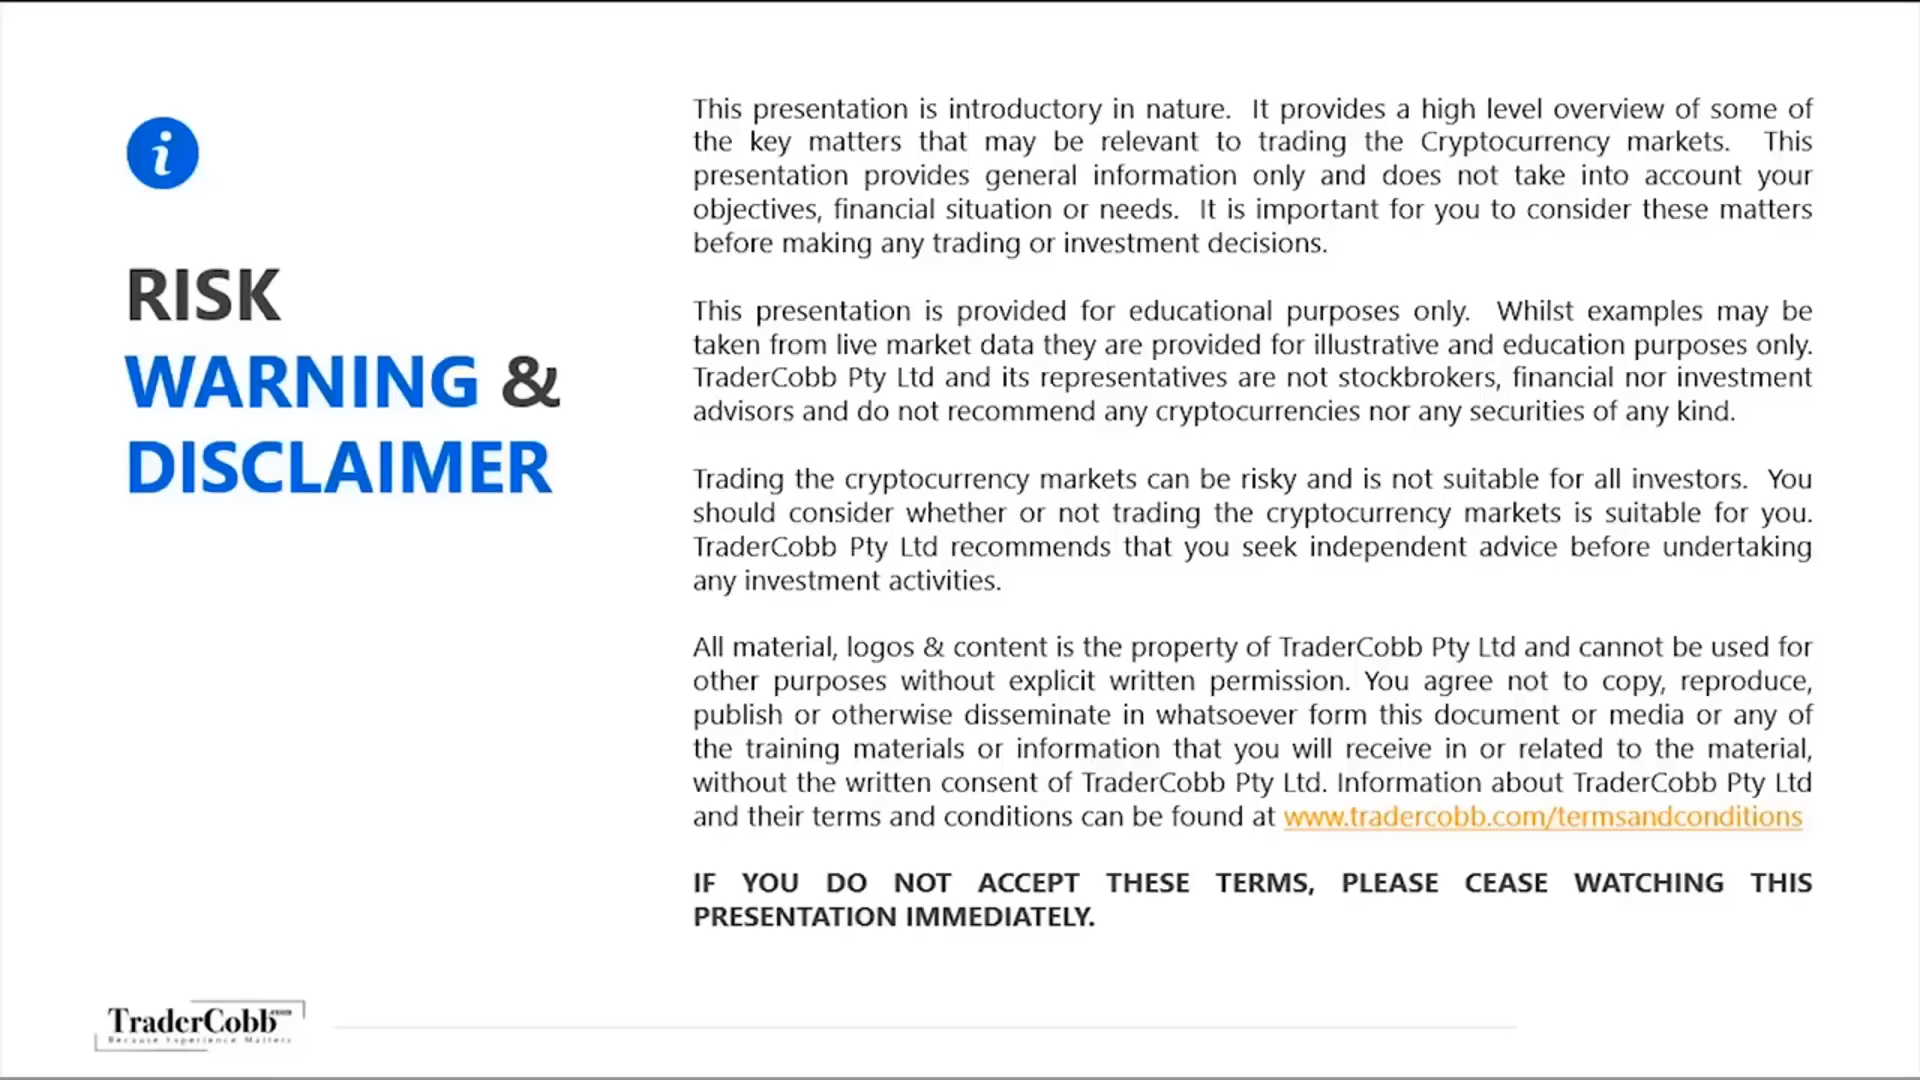 RISK
WARNING &
DISCLAIMER
This presentation is introductory in nature. It provides a high level overview of some of
the key matters that may be relevant to trading the Cryptocurrency markets. This
presentation provides general information only and does not take into account your
objectives, financial situation or needs. It is important for you to consider these matters
before making any trading or investment decisions.
This presentation is provided for educational purposes only. Whilst examples may be
taken from live market data they are provided for illustrative and education purposes only.
TraderCobb Pty Ltd and its representatives are not stockbrokers, financial nor investment
advisors and do not recommend any cryptocurrencies nor any securities of any kind.
Trading the cryptocurrency markets can be risky and is not suitable for all investors. You
should consider whether or not trading the cryptocurrency markets is suitable for you.
TraderCobb Pty Ltd recommends that you seek independent advice before undertaking
any investment activities.
All material, logos & content is the property of TraderCobb Pty Ltd and cannot be used for
other purposes without explicit written permission. You agree not to copy, reproduce,
publish or otherwise disseminate in whatsoever form this document or media or any of
the training materials or information that you will receive in or related to the material,
without the written consent of TraderCobb Pty Ltd. Information about TraderCobb Pty Ltd
and their terms and conditions can be found at www.tradercobb.com/termsandconditions
IF YOU DO NOT ACCEPT THESE TERMS, PLEASE CEASE WATCHING THIS
PRESENTATION IMMEDIATELY.
TraderCobb.com
Because Experience Matters